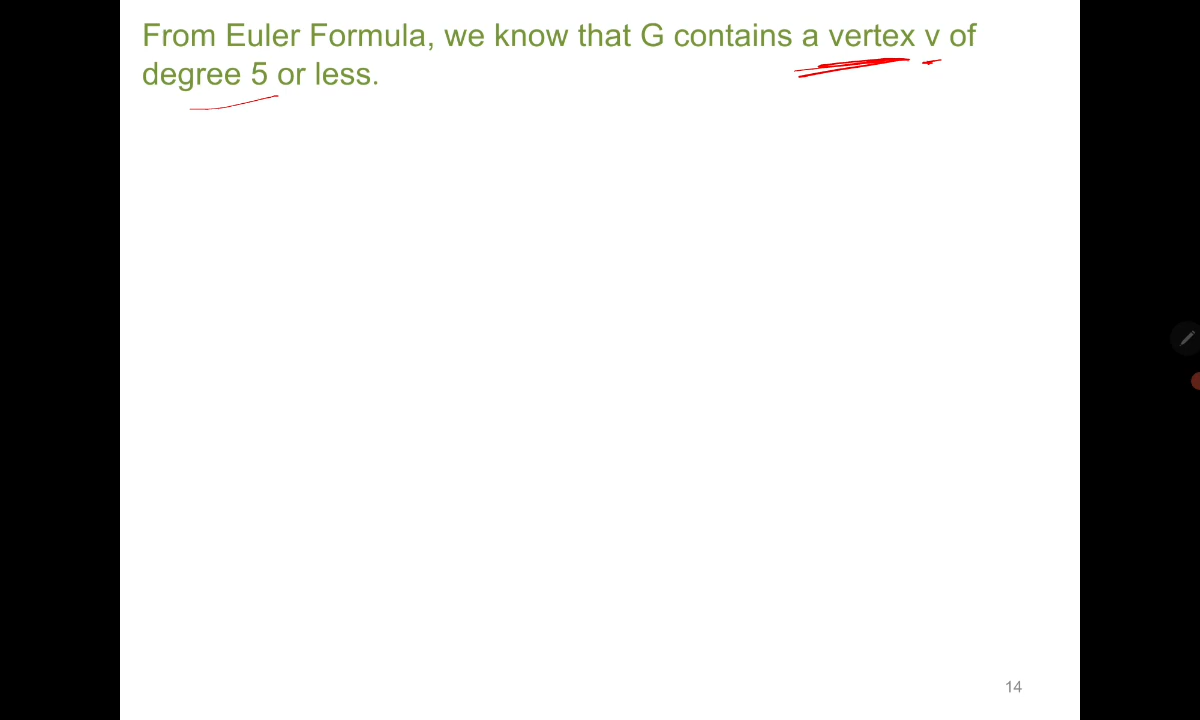 From Euler Formula, we know that G contains a vertex v of
degree 5 or less.
14